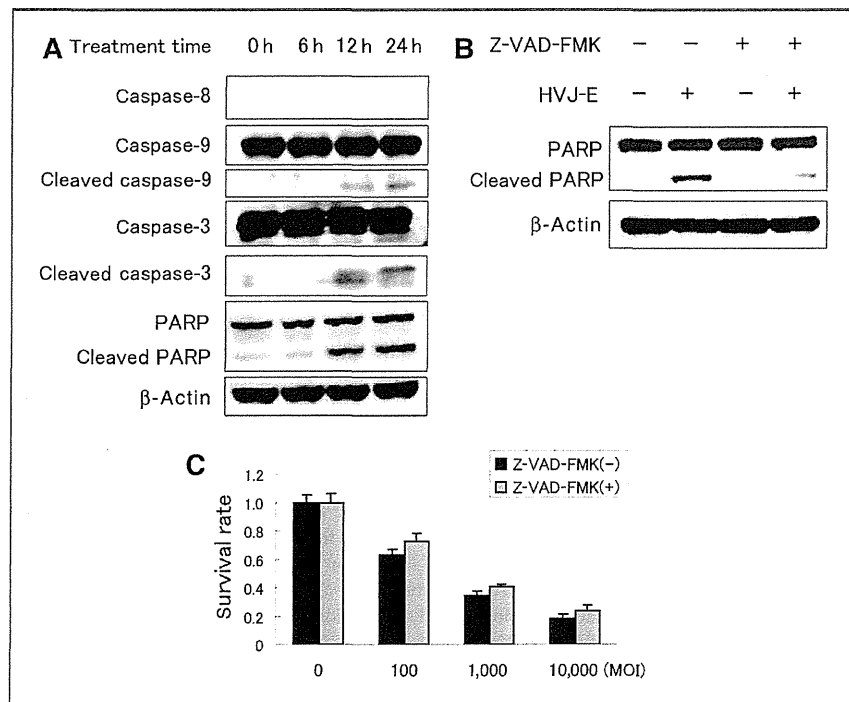 A Treatment time 0 h 6 h 12 h 24 h
Caspase-8
Caspase-9
Cleaved caspase-9
Caspase-3
Cleaved caspase-3
PARP
Cleaved PARP
β-Actin
B Z-VAD-FMK − − + +
HVJ-E − + − +
PARP
Cleaved PARP
β-Actin
C
Z-VAD-FMK(-)
Z-VAD-FMK(+)
Survival rate
1.2
1.0
0.8
0.6
0.4
0.2
0
0 100 1,000 10,000 (MOI)